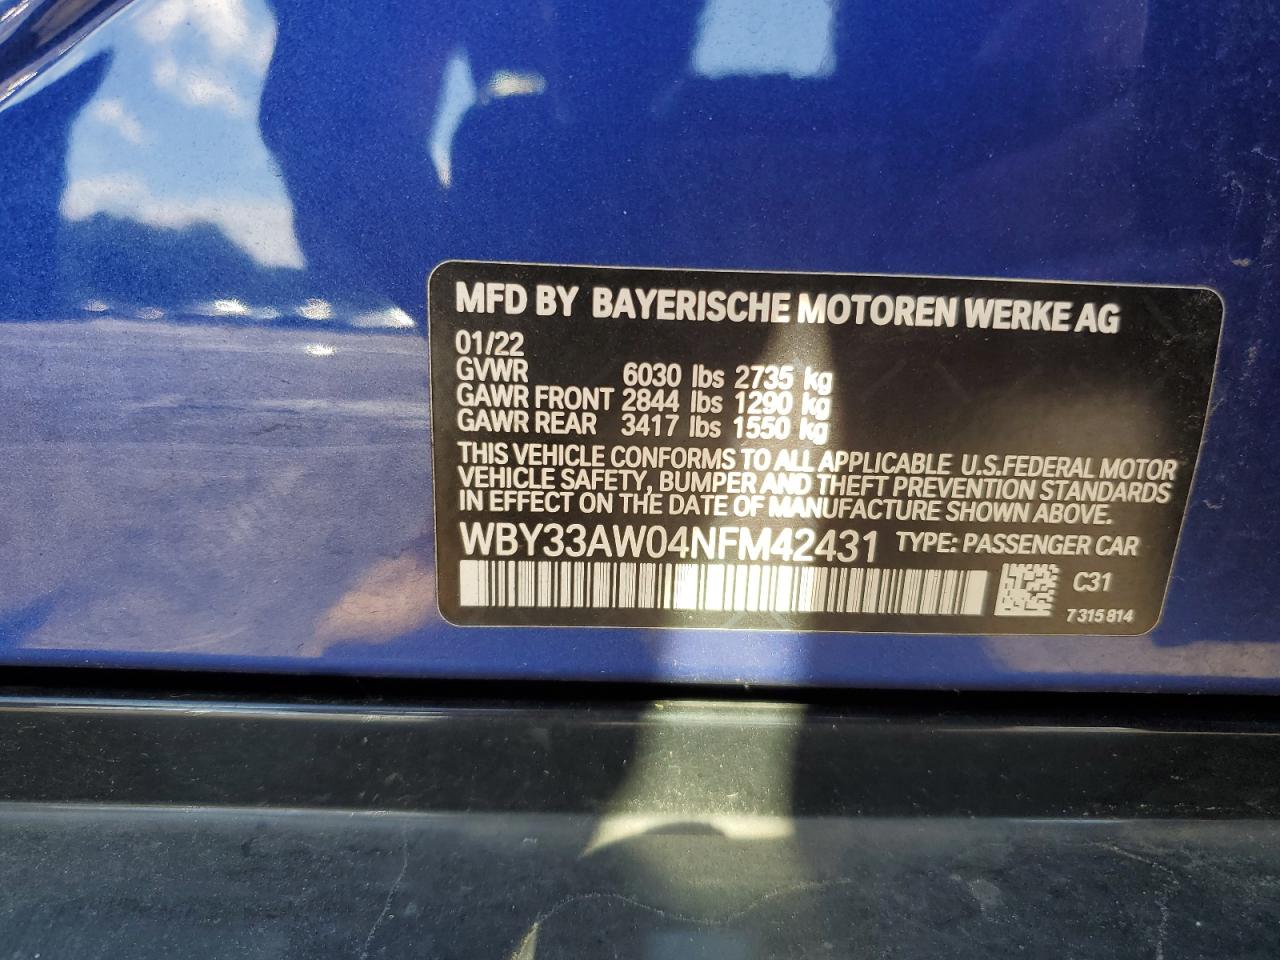 MFD BY BAYERISCHE MOTOREN WERKE AG
01/22
GVWR 6030 lbs 2735 kg
GAWR FRONT 2844 lbs 1290 kg
GAWR REAR 3417 lbs 1550 kg
THIS VEHICLE CONFORMS TO ALL APPLICABLE U.S.FEDERAL MOTOR
VEHICLE SAFETY, BUMPER AND THEFT PREVENTION STANDARDS
IN EFFECT ON THE DATE OF MANUFACTURE SHOWN ABOVE.
WBY33AW04NFM42431 TYPE: PASSENGER CAR
C31
7 315 814